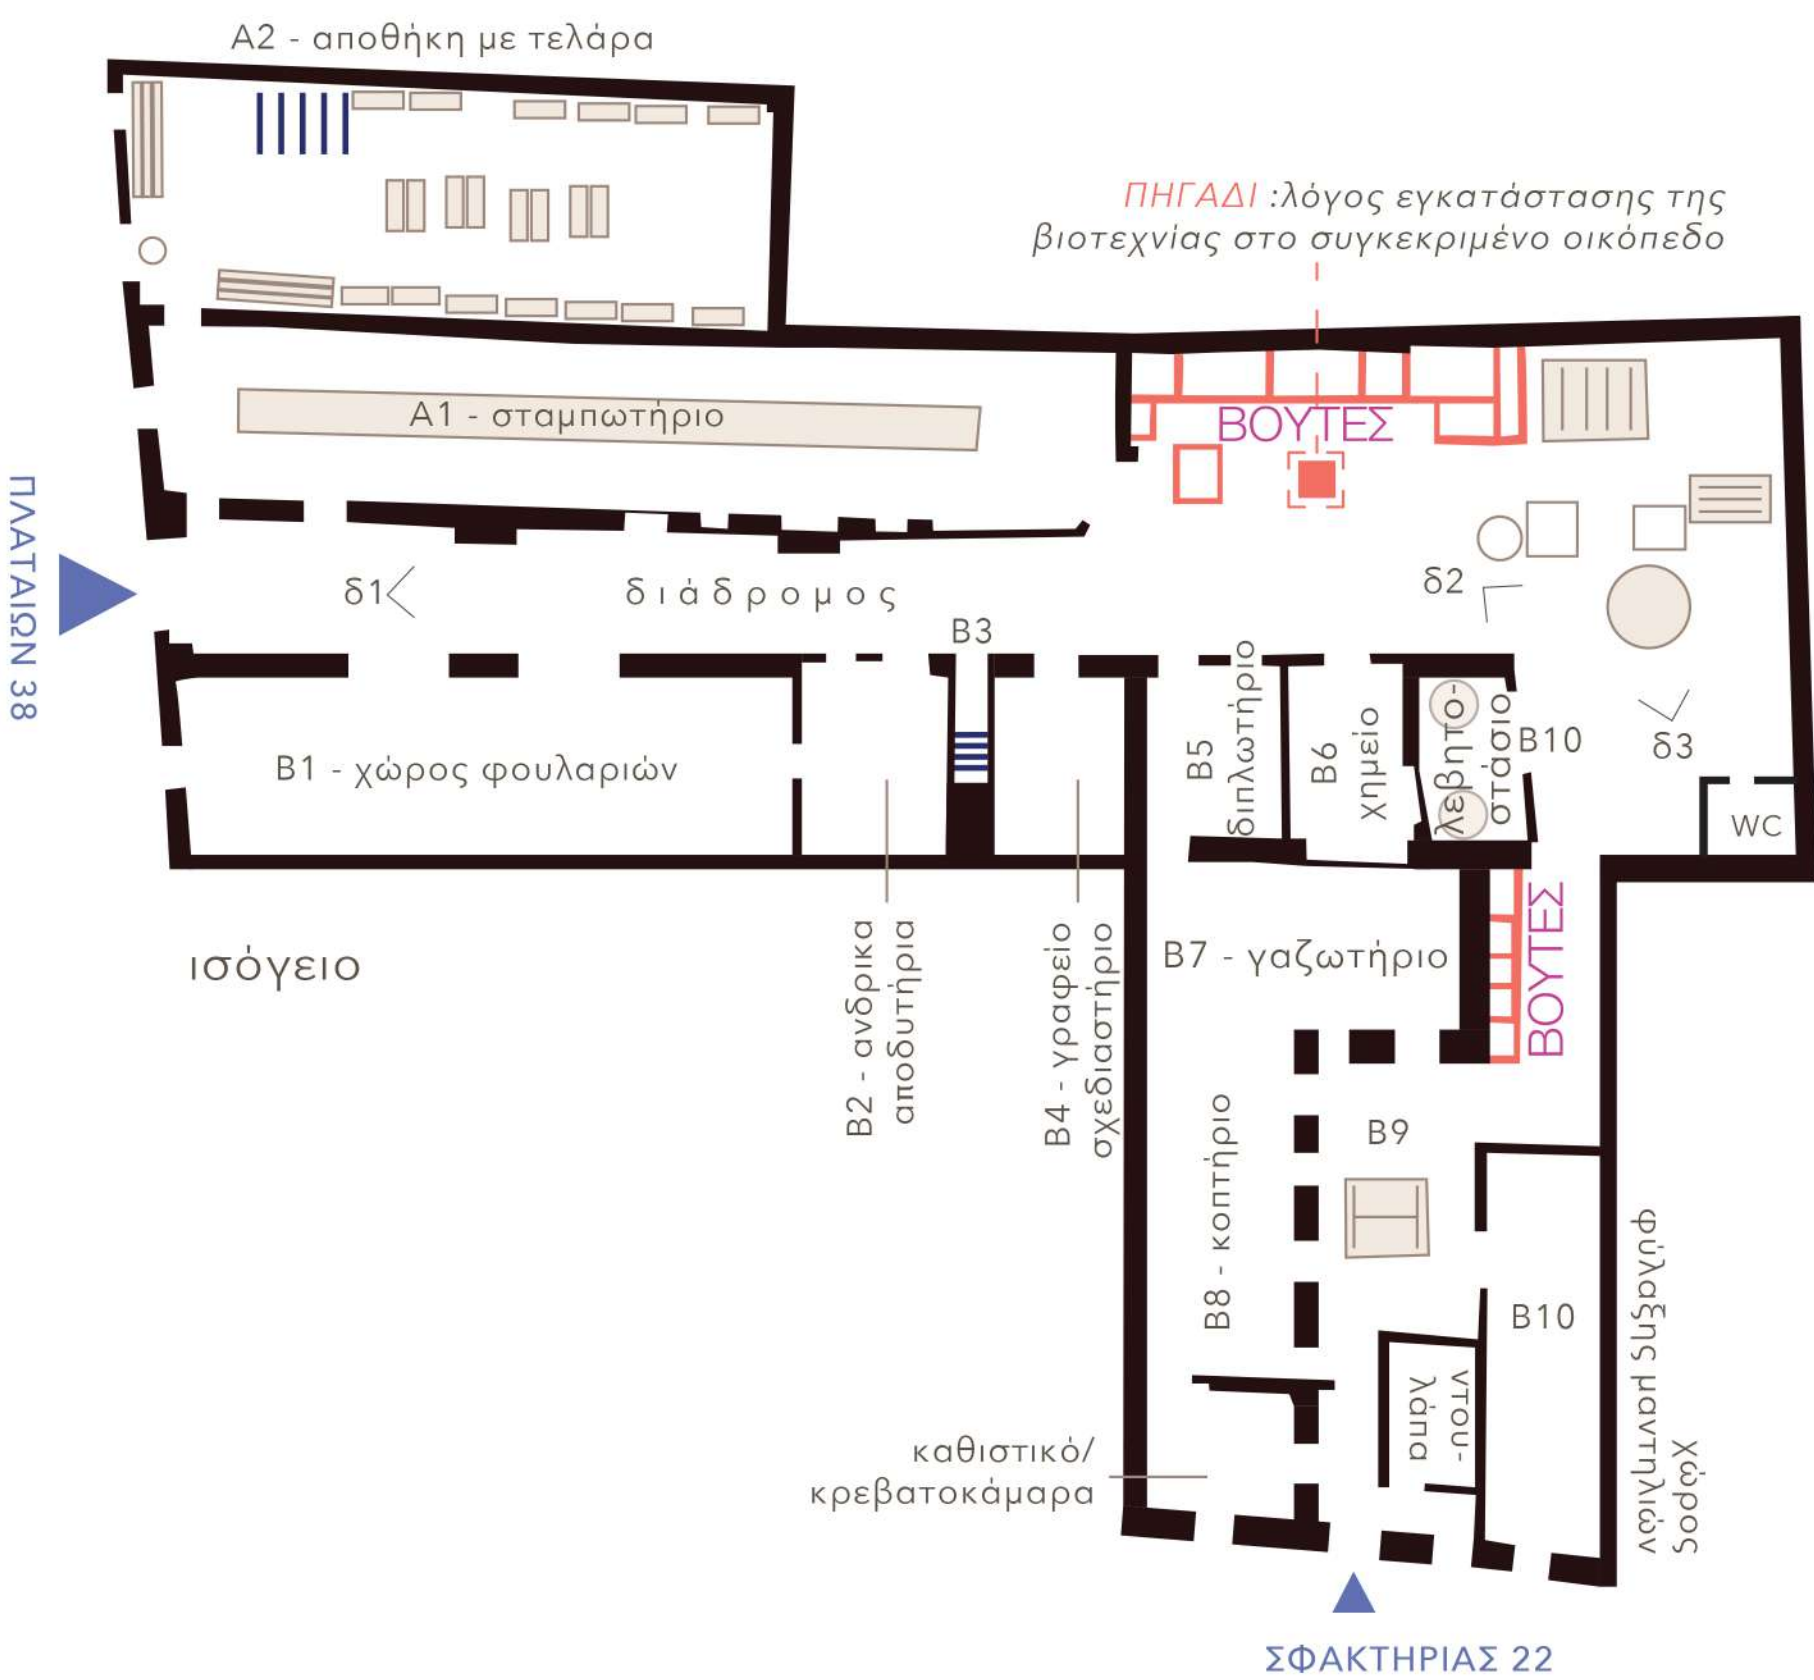 Α2 - αποθήκη με τελάρα
ΠΗΓΑΔΙ :λόγος εγκατάστασης της
βιοτεχνίας στο συγκεκριμένο οικόπεδο
Α1 - σταμπωτήριο
ΒΟΥΤΕΣ
ΠΛΑΤΑΙΩΝ 38
δ1
διάδρομος
δ2
Β3
Β1 - χώρος φουλαριών
Β5
διπλωτήριο
Β6
χημείο
λεβητο-
στάσιο
Β10
δ3
WC
ισόγειο
Β2 - ανδρικα
αποδυτήρια
Β4 - γραφείο
σχεδιαστήριο
Β7 - γαζωτήριο
ΒΟΥΤΕΣ
Β8 - κοπτήριο
Β9
Β10
ντου-
λάπα
χώρος
φύλαξης μαντηλιών
καθιστικό/
κρεβατοκάμαρα
ΣΦΑΚΤΗΡΙΑΣ 22